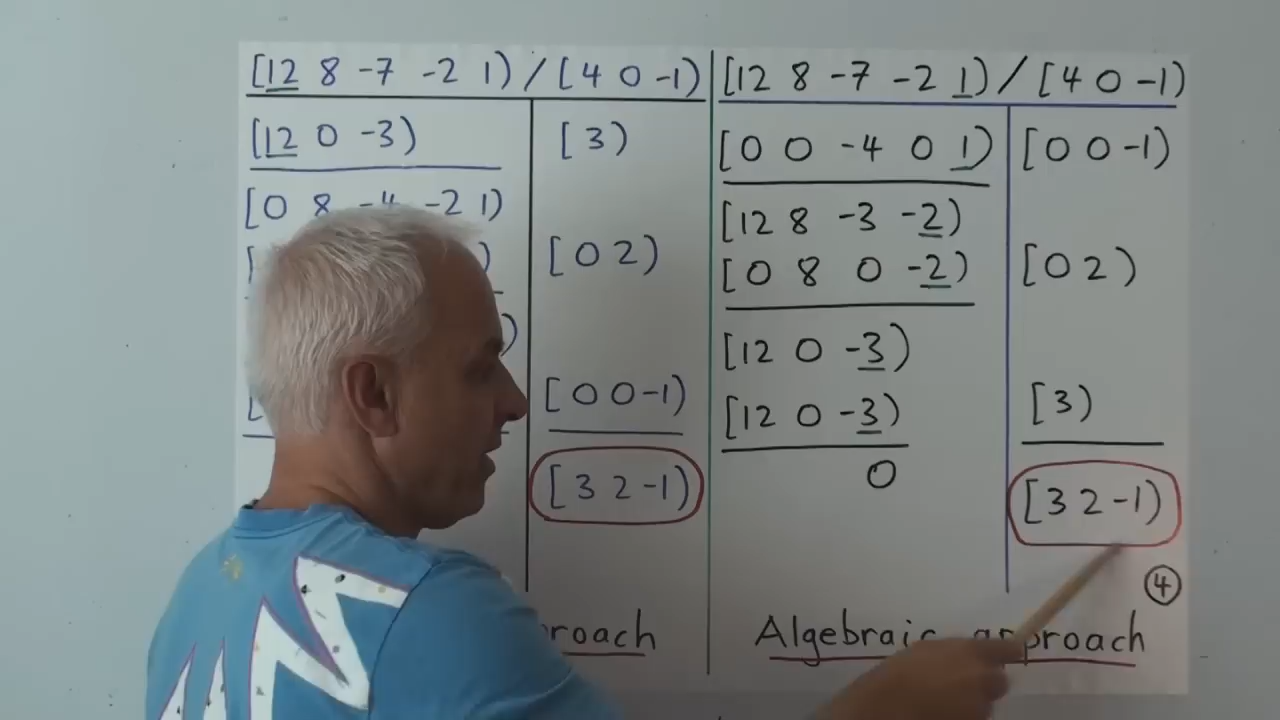 [12 8 -7 -2 1) / [4 0 -1)
[12 0 -3)
[3)
[0 8 -4 -2 1)
[0 2)
[0 0 -1)
[3 2 -1)
roach
[12 8 -7 -2 1) / [4 0 -1)
[0 0 -4 0 1)
[0 0 -1)
[12 8 -3 -2)
[0 8 0 -2)
[0 2)
[12 0 -3)
[12 0 -3)
[3)
0
[3 2 -1)
4
Algebraic approach